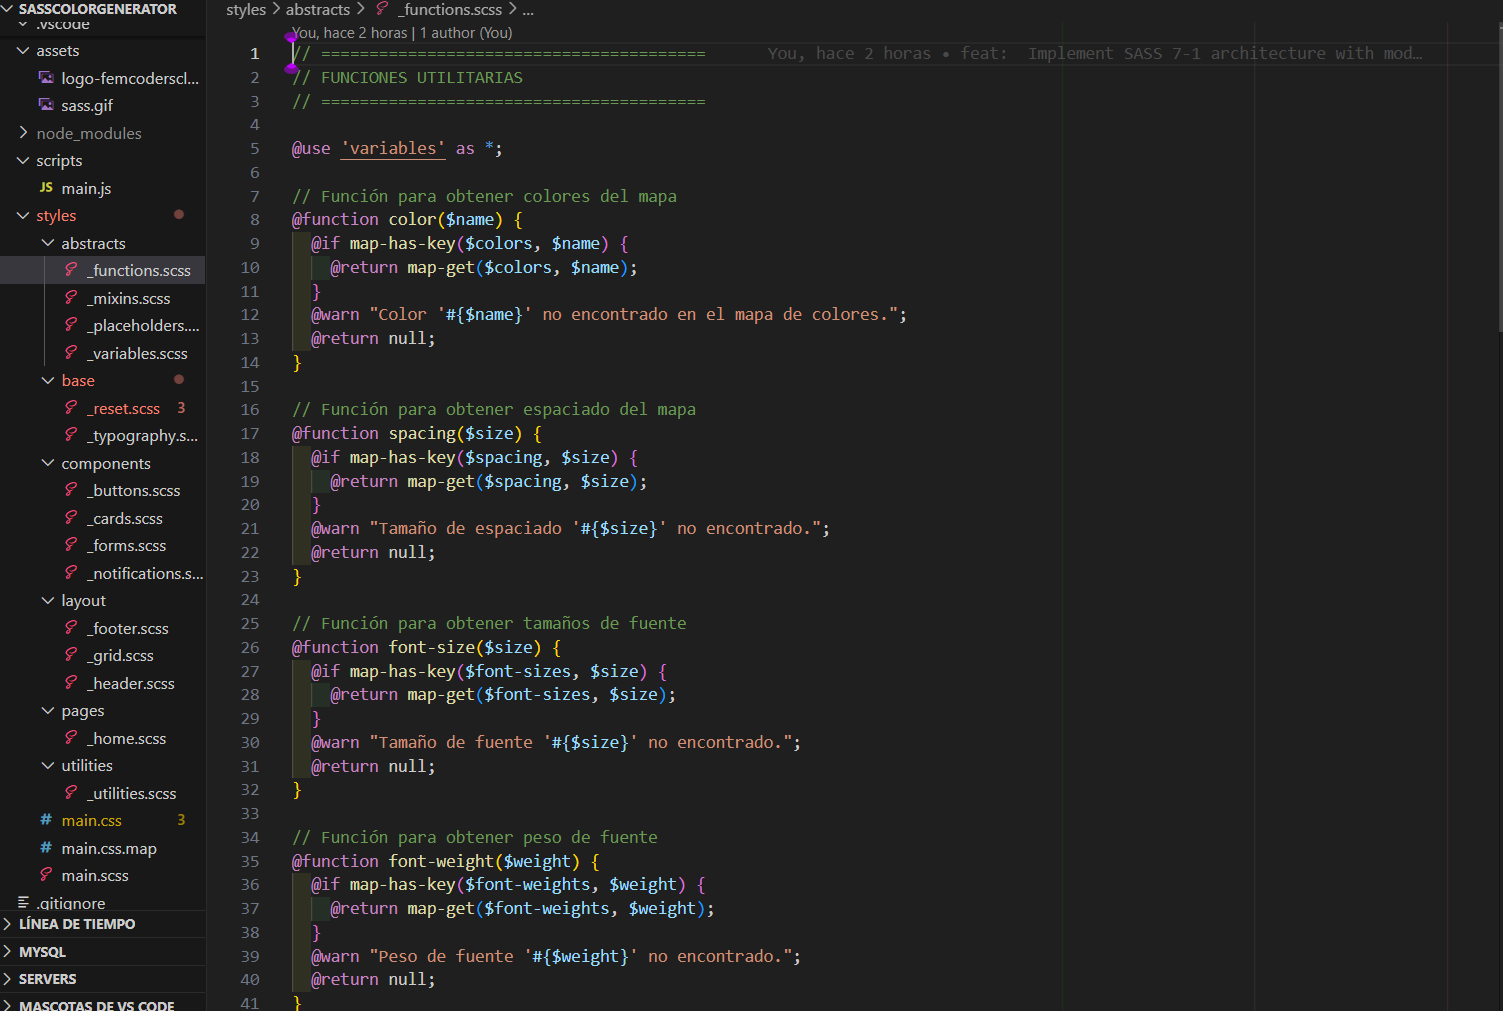 SASSCOLORGENERATOR
.vscode
assets
logo-femcoderscl...
sass.gif
node_modules
scripts
JS main.js
styles
abstracts
_functions.scss
_mixins.scss
_placeholders....
_variables.scss
base
_reset.scss 3
_typography.s...
components
_buttons.scss
_cards.scss
_forms.scss
_notifications.s...
layout
_footer.scss
_grid.scss
_header.scss
pages
_home.scss
utilities
_utilities.scss
# main.css 3
# main.css.map
main.scss
.gitignore
LÍNEA DE TIEMPO
MYSQL
SERVERS
MASCOTAS DE VS CODE
styles > abstracts > _functions.scss > ...
You, hace 2 horas | 1 author (You)
1 // ======================================== You, hace 2 horas • feat: Implement SASS 7-1 architecture with mod…
2 // FUNCIONES UTILITARIAS
3 // ========================================
4
5 @use 'variables' as *;
6
7 // Función para obtener colores del mapa
8 @function color($name) {
9 @if map-has-key($colors, $name) {
10 @return map-get($colors, $name);
11 }
12 @warn "Color '#{$name}' no encontrado en el mapa de colores.";
13 @return null;
14 }
15
16 // Función para obtener espaciado del mapa
17 @function spacing($size) {
18 @if map-has-key($spacing, $size) {
19 @return map-get($spacing, $size);
20 }
21 @warn "Tamaño de espaciado '#{$size}' no encontrado.";
22 @return null;
23 }
24
25 // Función para obtener tamaños de fuente
26 @function font-size($size) {
27 @if map-has-key($font-sizes, $size) {
28 @return map-get($font-sizes, $size);
29 }
30 @warn "Tamaño de fuente '#{$size}' no encontrado.";
31 @return null;
32 }
33
34 // Función para obtener peso de fuente
35 @function font-weight($weight) {
36 @if map-has-key($font-weights, $weight) {
37 @return map-get($font-weights, $weight);
38 }
39 @warn "Peso de fuente '#{$weight}' no encontrado.";
40 @return null;
41 }